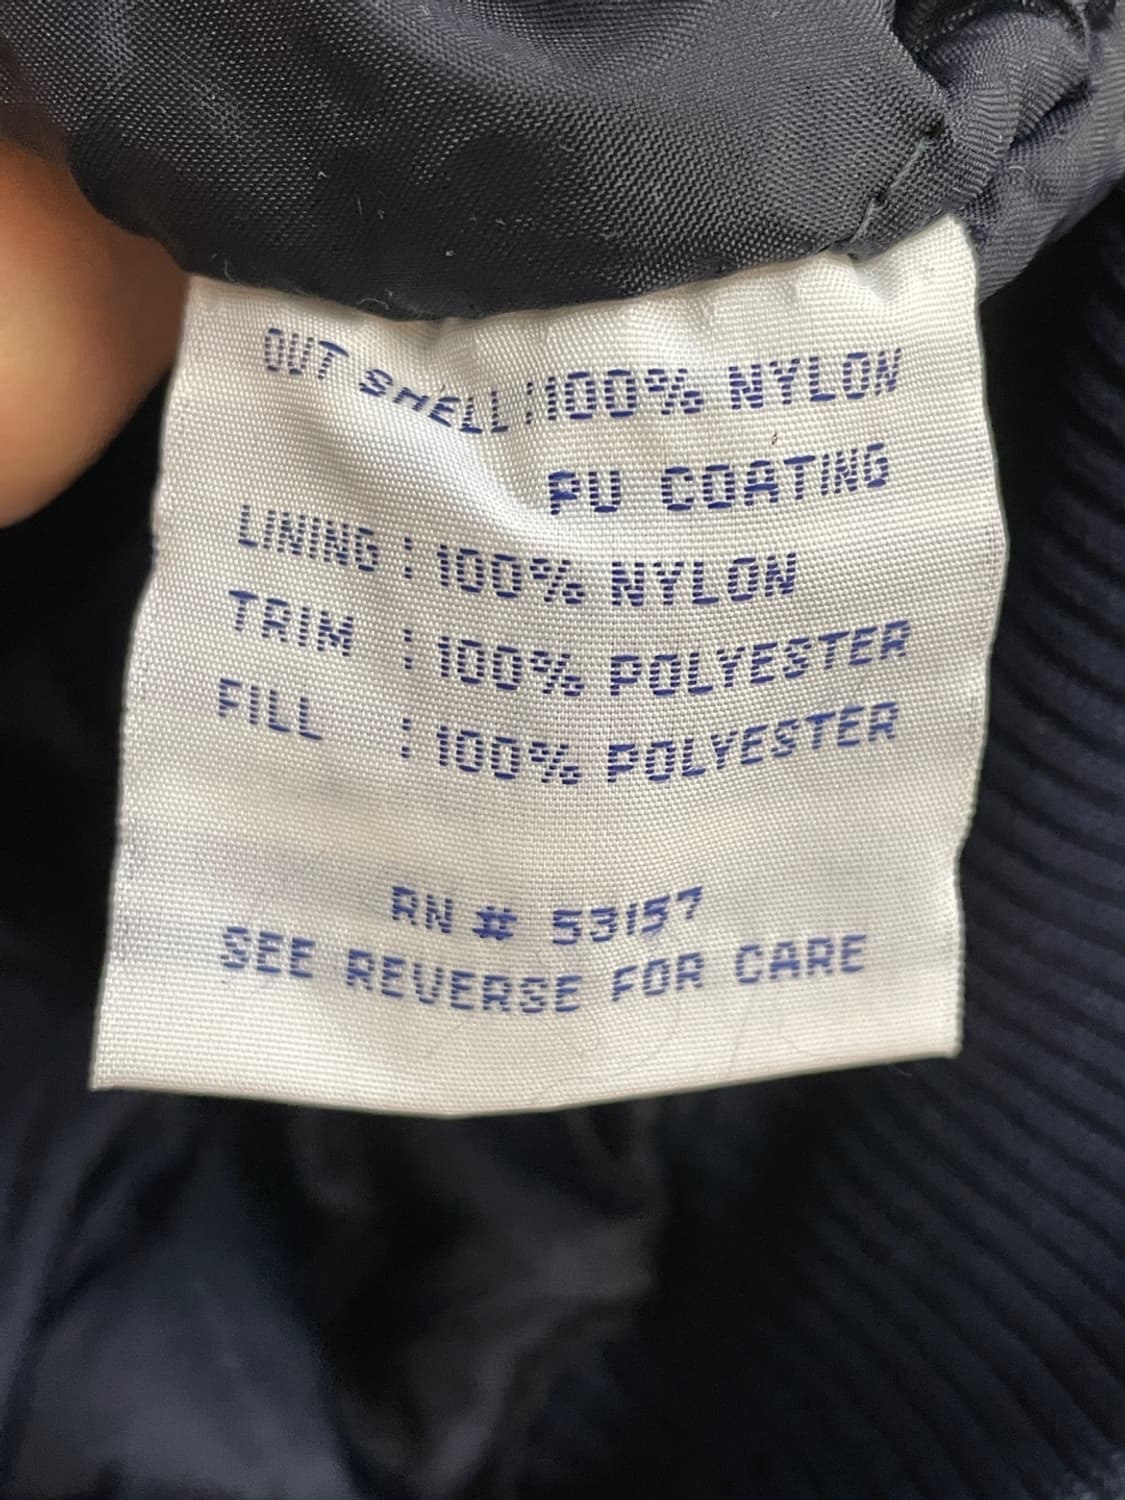 OUT SHELL:100% NYLON
PU COATING
LINING :100% NYLON
TRIM :100% POLYESTER
FILL :100% POLYESTER
RN # 53157
SEE REVERSE FOR CARE